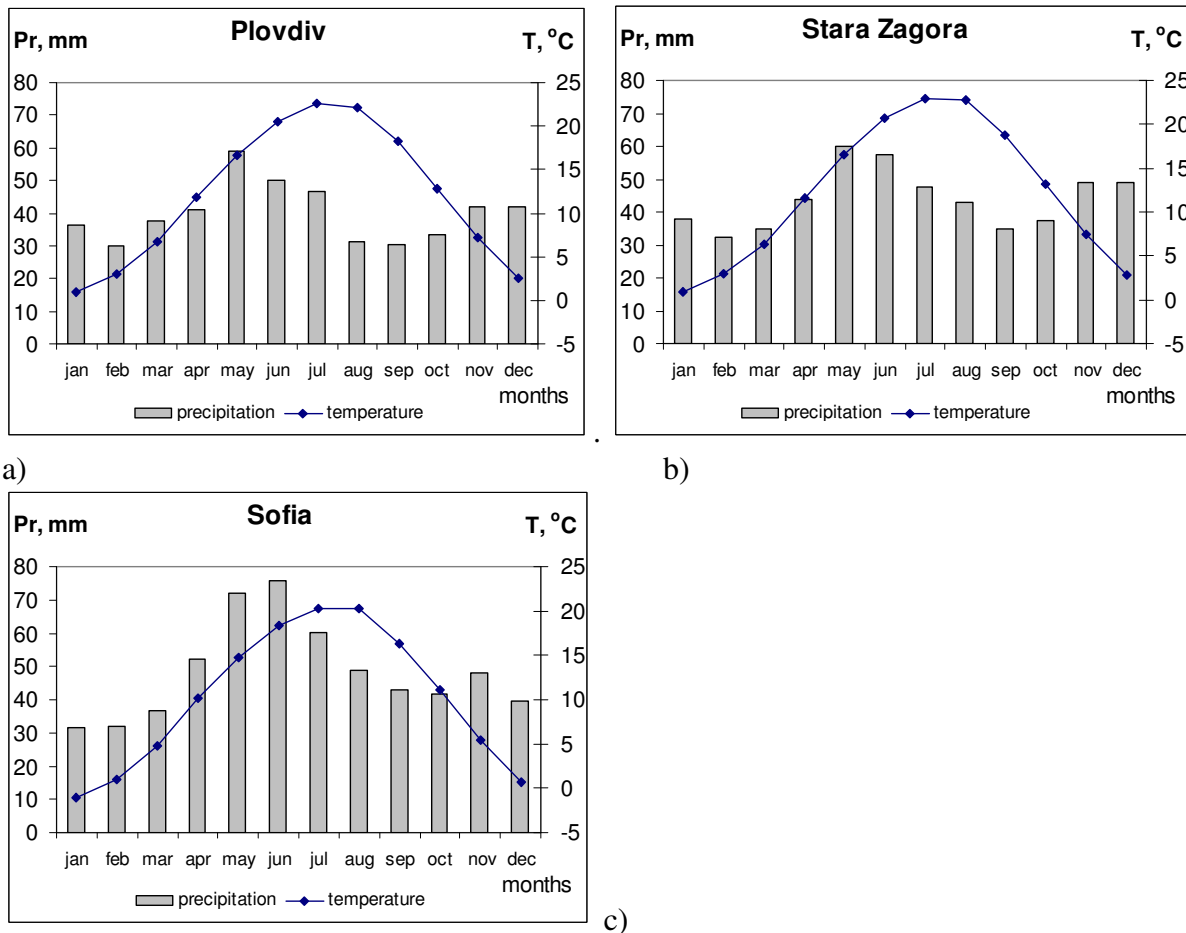 Plovdiv
Pr, mm T, °C
80 25
70 20
60
50 15
40 10
30 5
20
10 0
0 -5
jan feb mar apr may jun jul aug sep oct nov dec
months
precipitation temperature
.
a)
Stara Zagora
Pr, mm T, °C
80 25
70 20
60
50 15
40 10
30 5
20
10 0
0 -5
jan feb mar apr may jun jul aug sep oct nov dec
months
precipitation temperature
b)
Sofia
Pr, mm T, °C
80 25
70 20
60
50 15
40 10
30 5
20
10 0
0 -5
jan feb mar apr may jun jul aug sep oct nov dec
months
precipitation temperature
c)